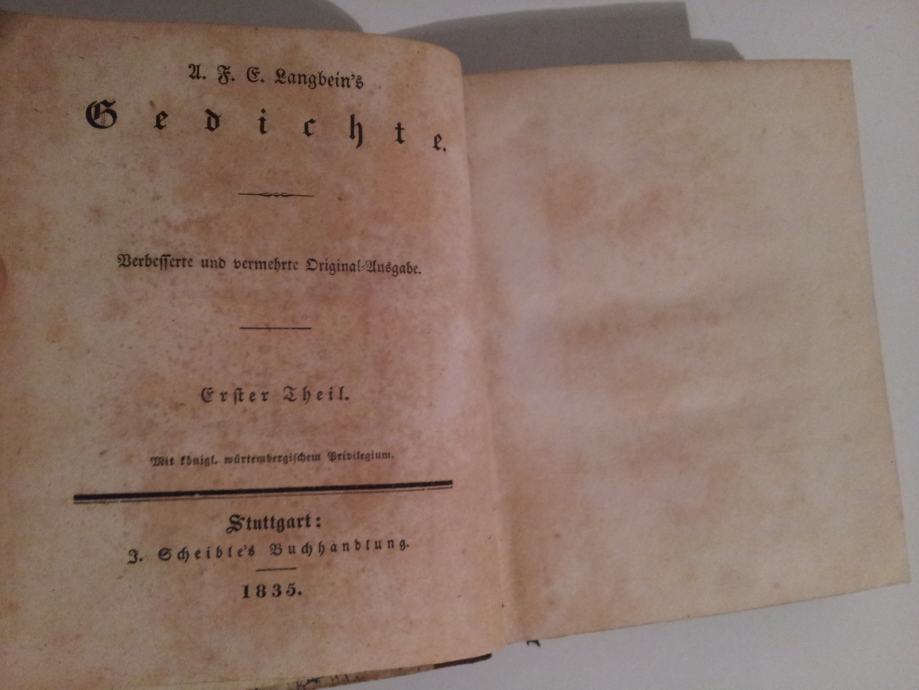 A. F. E. Langbein's
Gedichte.
Verbesserte und vermehrte Original-Ausgabe.
Erster Theil.
Mit königl. würtembergischem Privilegium.
Stuttgart:
J. Scheible's Buchhandlung.
1835.